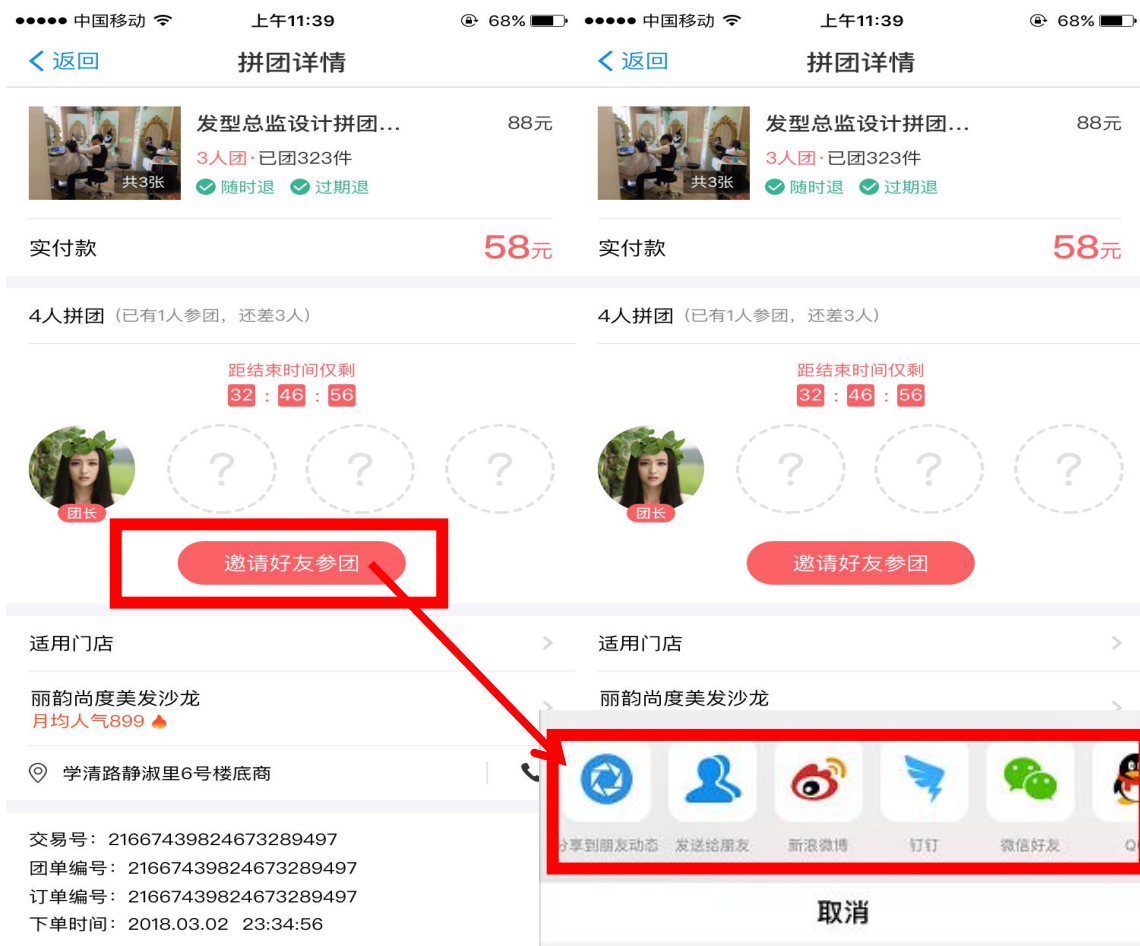 中国移动 上午11:39 68%
返回 拼团详情
共3张
发型总监设计拼团... 88元
3人团·已团323件
随时退 过期退
实付款 58元
4人拼团（已有1人参团，还差3人）
距结束时间仅剩
32 : 46 : 56
? ? ?
团长
邀请好友参团
适用门店
丽韵尚度美发沙龙
月均人气899
学清路静淑里6号楼底商
交易号：21667439824673289497
团单编号：21667439824673289497
订单编号：21667439824673289497
下单时间：2018.03.02 23:34:56
中国移动 上午11:39 68%
返回 拼团详情
共3张
发型总监设计拼团... 88元
3人团·已团323件
随时退 过期退
实付款 58元
4人拼团（已有1人参团，还差3人）
距结束时间仅剩
32 : 46 : 56
? ? ?
团长
邀请好友参团
适用门店
丽韵尚度美发沙龙
分享到朋友动态 发送给朋友 新浪微博 钉钉 微信好友
取消